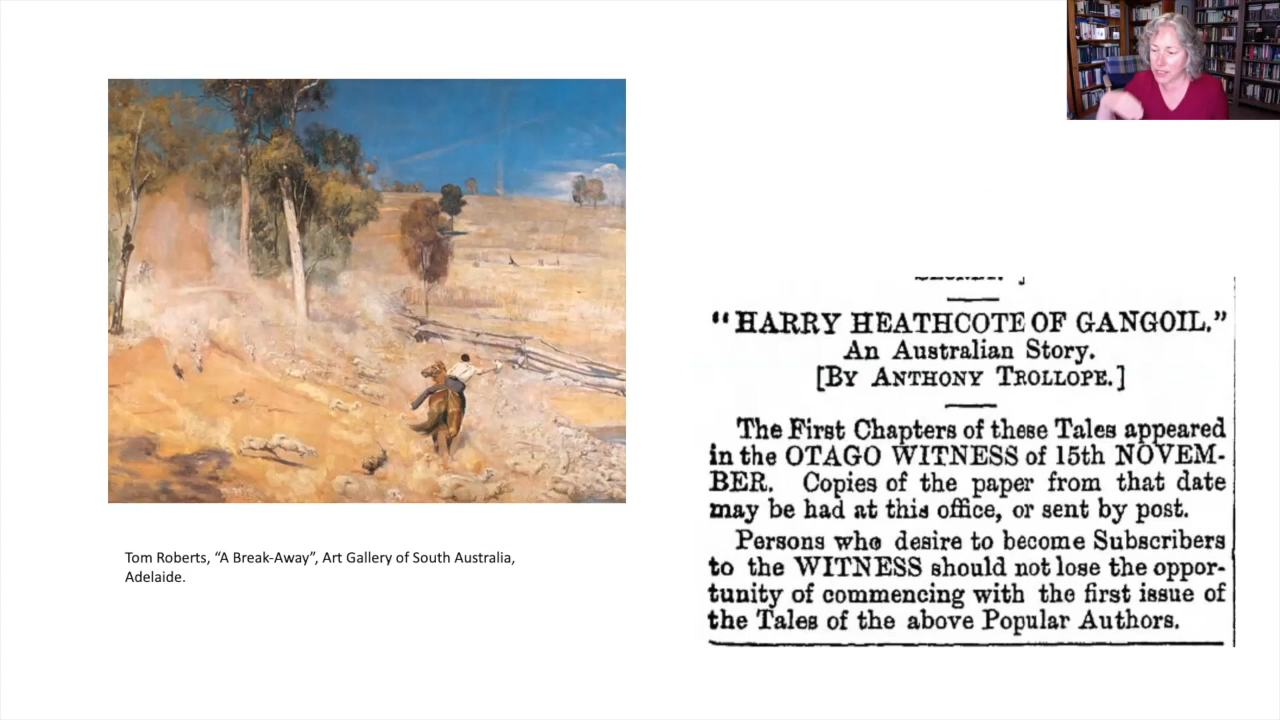 Tom Roberts, “A Break-Away”, Art Gallery of South Australia,
Adelaide.
“HARRY HEATHCOTE OF GANGOIL.”
An Australian Story.
[BY ANTHONY TROLLOPE.]
The First Chapters of these Tales appeared
in the OTAGO WITNESS of 15th NOVEM-
BER. Copies of the paper from that date
may be had at this office, or sent by post.
Persons who desire to become Subscribers
to the WITNESS should not lose the oppor-
tunity of commencing with the first issue of
the Tales of the above Popular Authors.